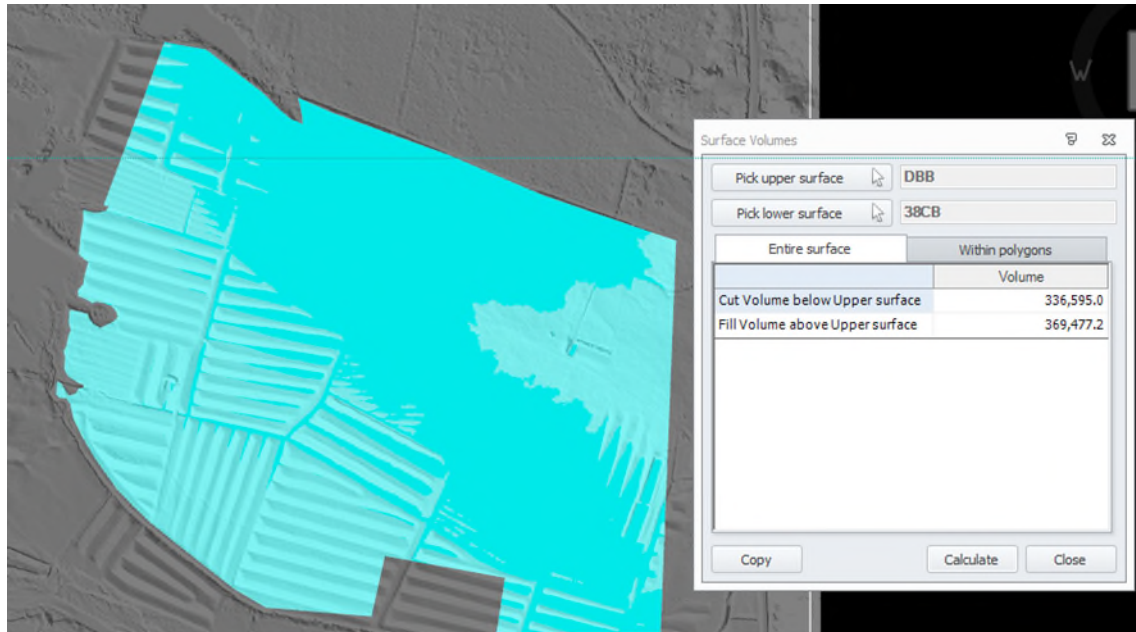 W
Surface Volumes
Pick upper surface DBB
Pick lower surface 38CB
Entire surface Within polygons
Volume
Cut Volume below Upper surface 336,595.0
Fill Volume above Upper surface 369,477.2
Copy Calculate Close